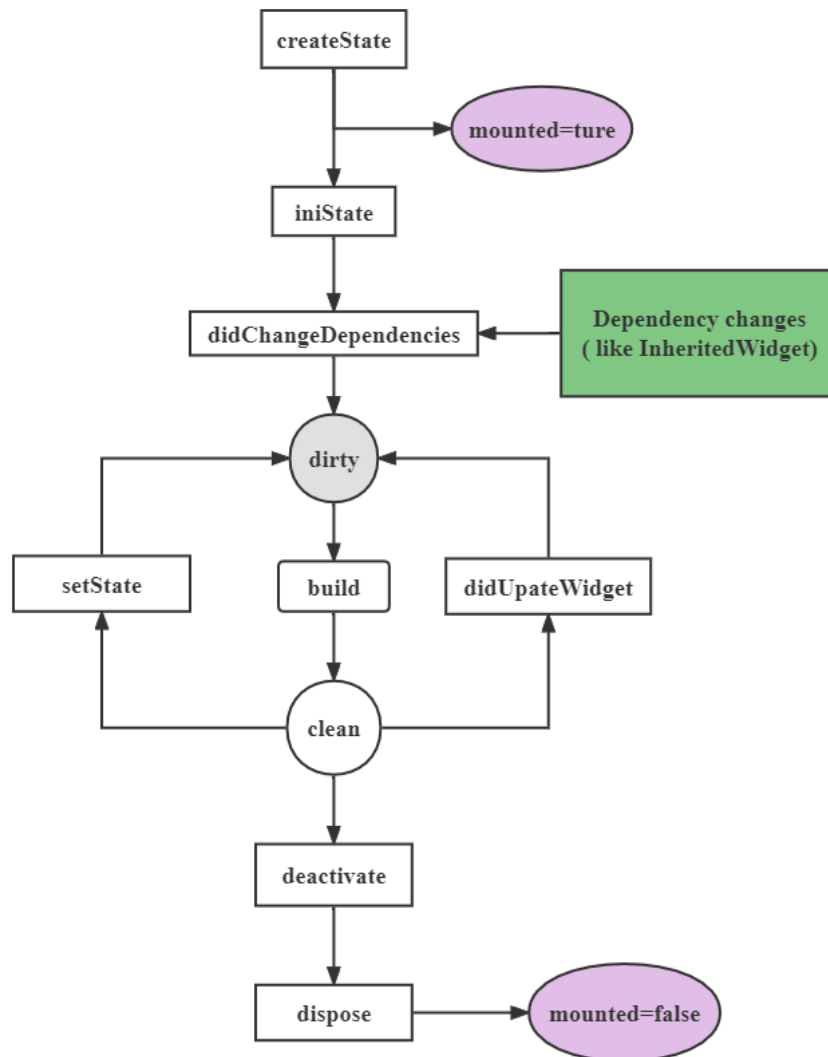 createState
mounted=ture
iniState
didChangeDependencies
Dependency changes
( like InheritedWidget)
dirty
setState
build
didUpateWidget
clean
deactivate
dispose
mounted=false